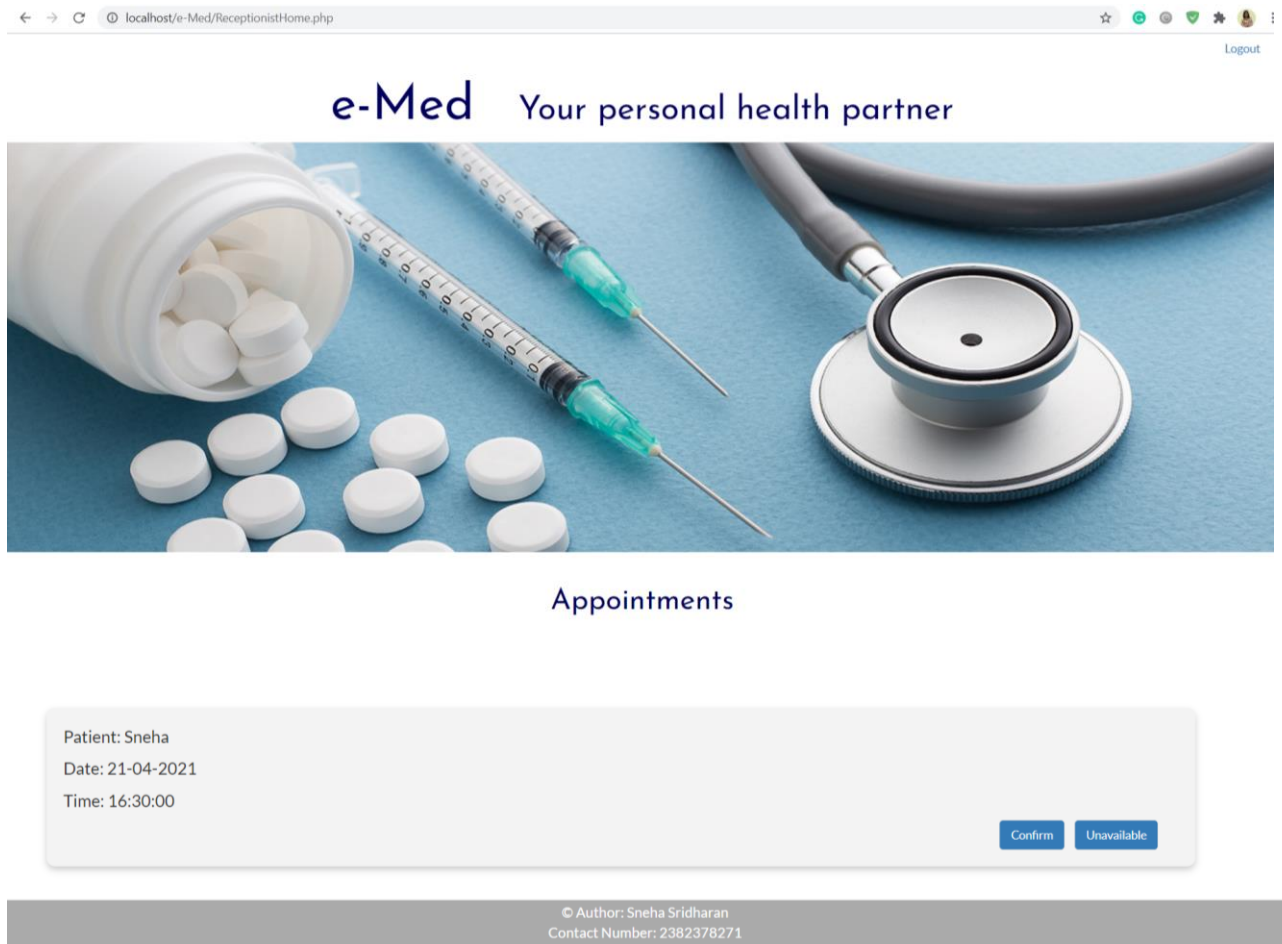 localhost/e-Med/ReceptionistHome.php
Logout
e-Med Your personal health partner
Appointments
Patient: Sneha
Date: 21-04-2021
Time: 16:30:00
Confirm Unavailable
© Author: Sneha Sridharan
Contact Number: 2382378271